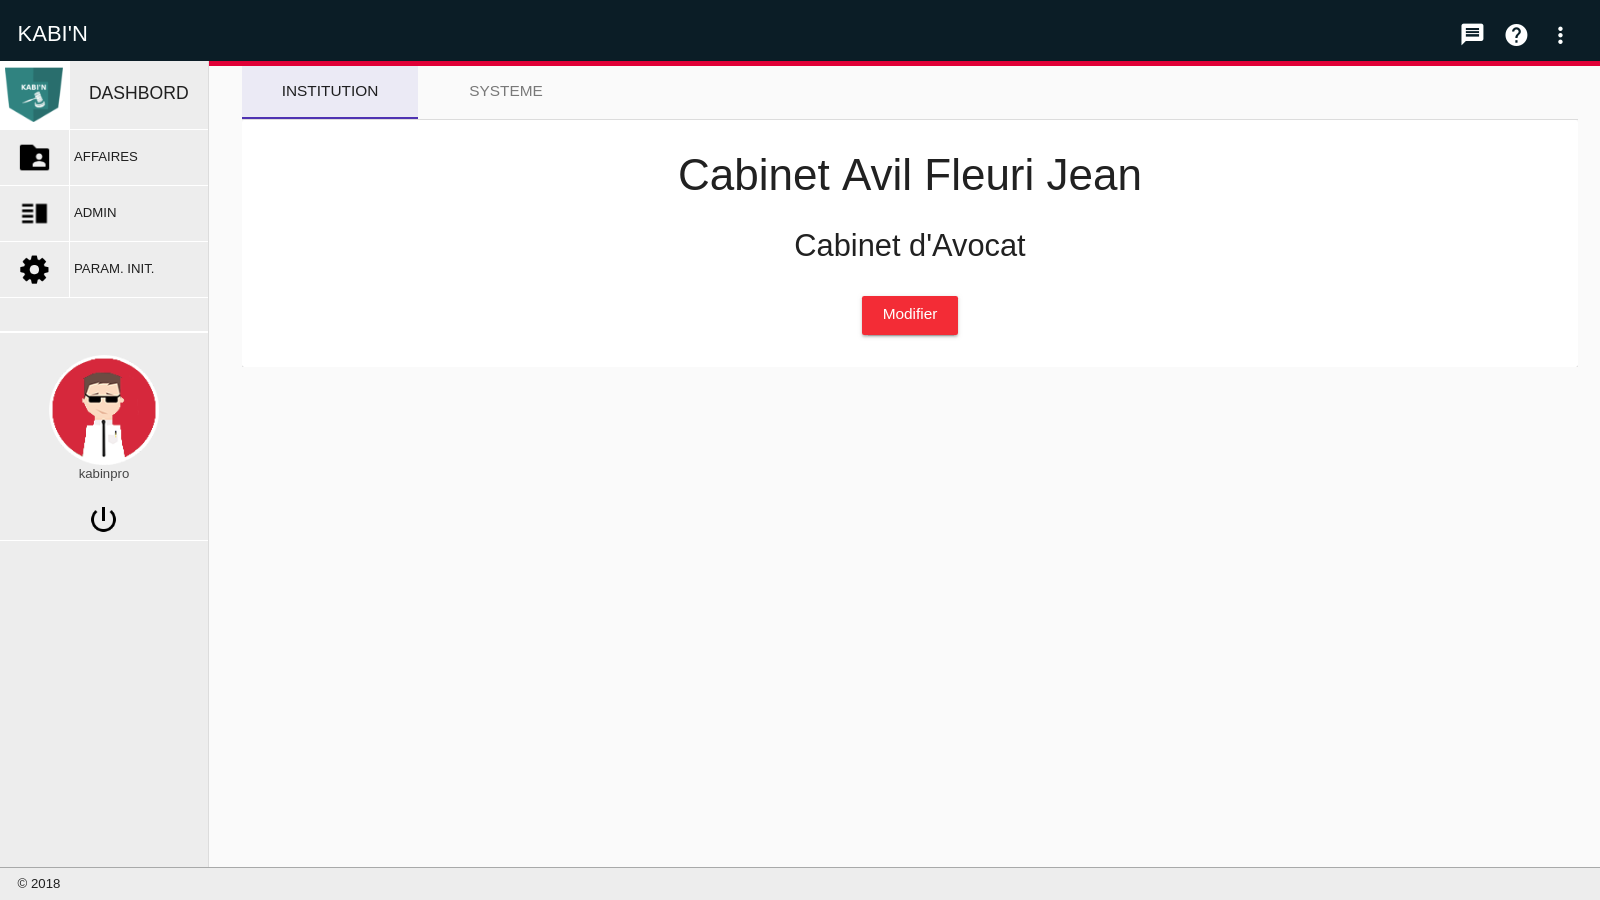 KABI'N
KABI'N
DASHBORD
AFFAIRES
ADMIN
PARAM. INIT.
kabinpro
INSTITUTION
SYSTEME
Cabinet Avil Fleuri Jean
Cabinet d'Avocat
Modifier
© 2018